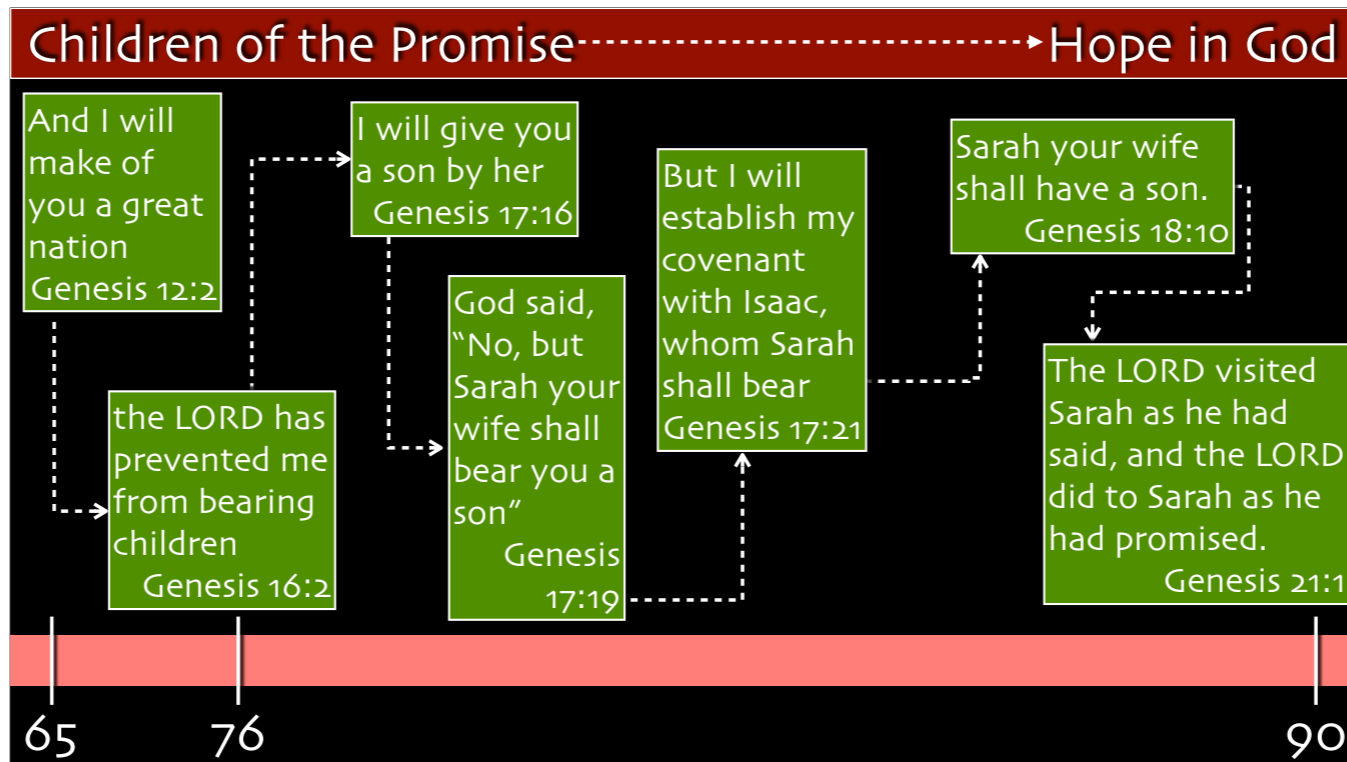 Children of the Promise Hope in God
And I will
make of
you a great
nation
Genesis 12:2
the LORD has
prevented me
from bearing
children
Genesis 16:2
I will give you
a son by her
Genesis 17:16
God said,
“No, but
Sarah your
wife shall
bear you a
son”
Genesis
17:19
But I will
establish my
covenant
with Isaac,
whom Sarah
shall bear
Genesis 17:21
Sarah your wife
shall have a son.
Genesis 18:10
The LORD visited
Sarah as he had
said, and the LORD
did to Sarah as he
had promised.
Genesis 21:1
65 76 90